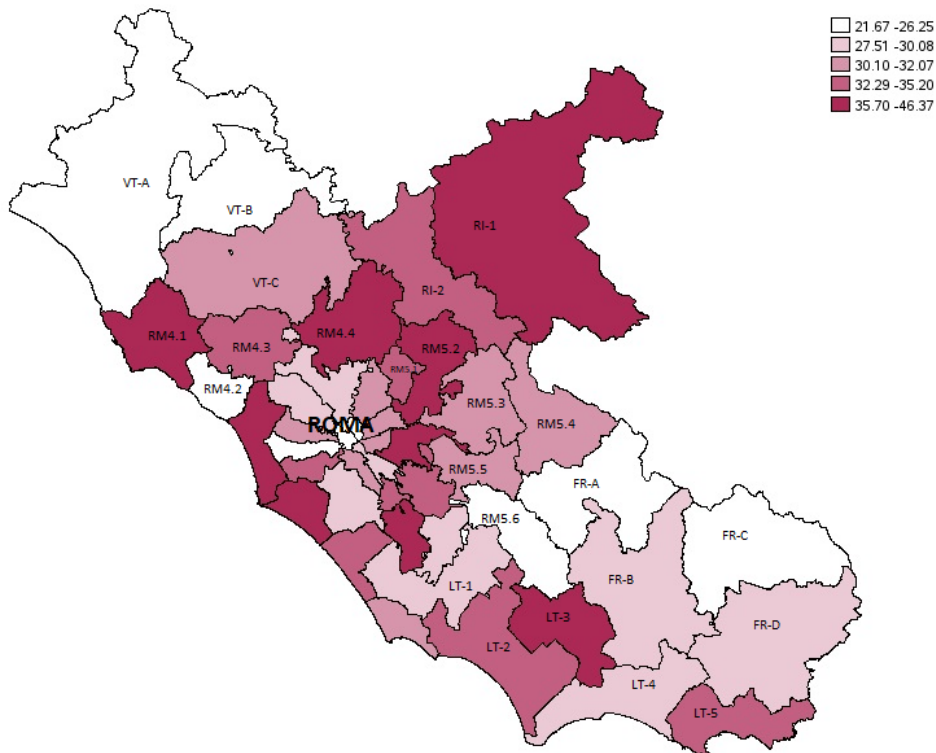 21.67 -26.25
27.51 -30.08
30.10 -32.07
32.29 -35.20
35.70 -46.37
VT-A
VT-B
RI-1
VT-C
RI-2
RM4.1
RM4.4
RM4.3
RM5.2
RM5.1
RM4.2
RM5.3
ROMA
RM5.4
RM5.5
FR-A
RM5.6
FR-C
FR-B
LT-1
LT-3
FR-D
LT-2
LT-4
LT-5